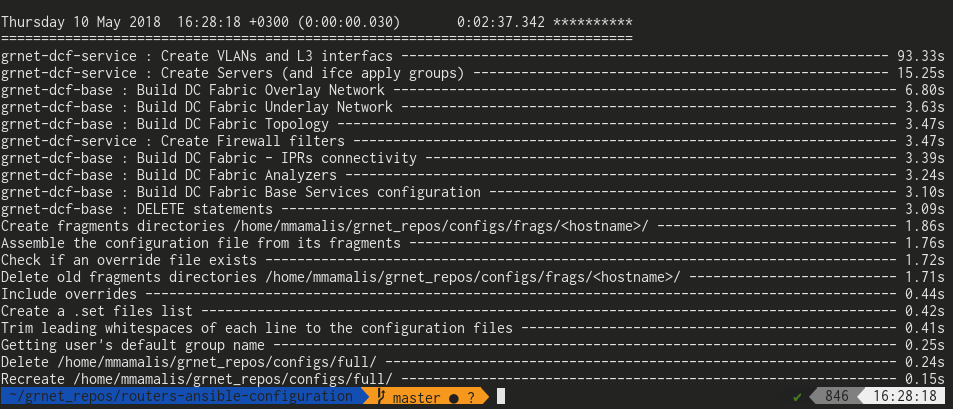 Thursday 10 May 2018  16:28:18 +0300 (0:00:00.030)       0:02:37.342 **********
===============================================================================
grnet-dcf-service : Create VLANs and L3 interfacs ------------------------------------------------------------- 93.33s
grnet-dcf-service : Create Servers (and ifce apply groups) ---------------------------------------------------- 15.25s
grnet-dcf-base : Build DC Fabric Overlay Network --------------------------------------------------------------- 6.80s
grnet-dcf-base : Build DC Fabric Underlay Network -------------------------------------------------------------- 3.63s
grnet-dcf-base : Build DC Fabric Topology ---------------------------------------------------------------------- 3.47s
grnet-dcf-service : Create Firewall filters -------------------------------------------------------------------- 3.47s
grnet-dcf-base : Build DC Fabric - IPRs connectivity ----------------------------------------------------------- 3.39s
grnet-dcf-base : Build DC Fabric Analyzers --------------------------------------------------------------------- 3.24s
grnet-dcf-base : Build DC Fabric Base Services configuration --------------------------------------------------- 3.10s
grnet-dcf-base : DELETE statements ----------------------------------------------------------------------------- 3.09s
Create fragments directories /home/mmamalis/grnet_repos/configs/frags/<hostname>/ ------------------------------ 1.86s
Assemble the configuration file from its fragments ------------------------------------------------------------- 1.76s
Check if an override file exists ------------------------------------------------------------------------------- 1.72s
Delete old fragments directories /home/mmamalis/grnet_repos/configs/frags/<hostname>/ -------------------------- 1.71s
Include overrides ---------------------------------------------------------------------------------------------- 0.44s
Create a .set files list --------------------------------------------------------------------------------------- 0.42s
Trim leading whitespaces of each line to the configuration files ----------------------------------------------- 0.41s
Getting user's default group name ------------------------------------------------------------------------------ 0.25s
Delete /home/mmamalis/grnet_repos/configs/full/ ---------------------------------------------------------------- 0.24s
Recreate /home/mmamalis/grnet_repos/configs/full/ -------------------------------------------------------------- 0.15s
~/grnet_repos/routers-ansible-configuration master ● ? ✔ 846 16:28:18